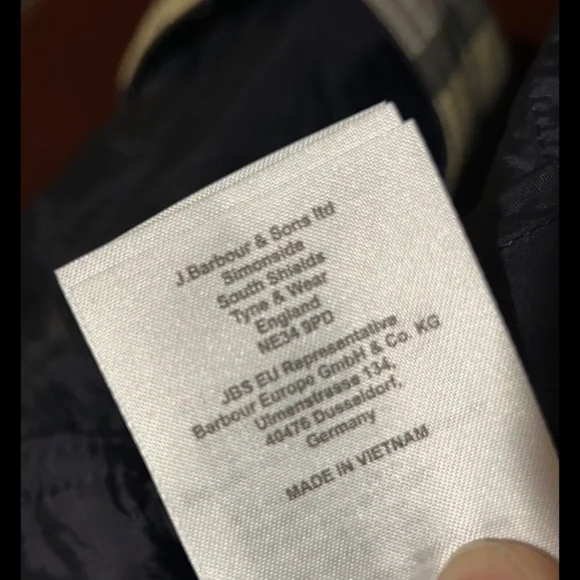 J.Barbour & Sons ltd
Simonside
South Shields
Tyne & Wear
England
NE34 9PD
JBS EU Representative
Barbour Europe GmbH & Co. KG
Ulmenstrasse 134,
40476 Dusseldorf,
Germany
MADE IN VIETNAM